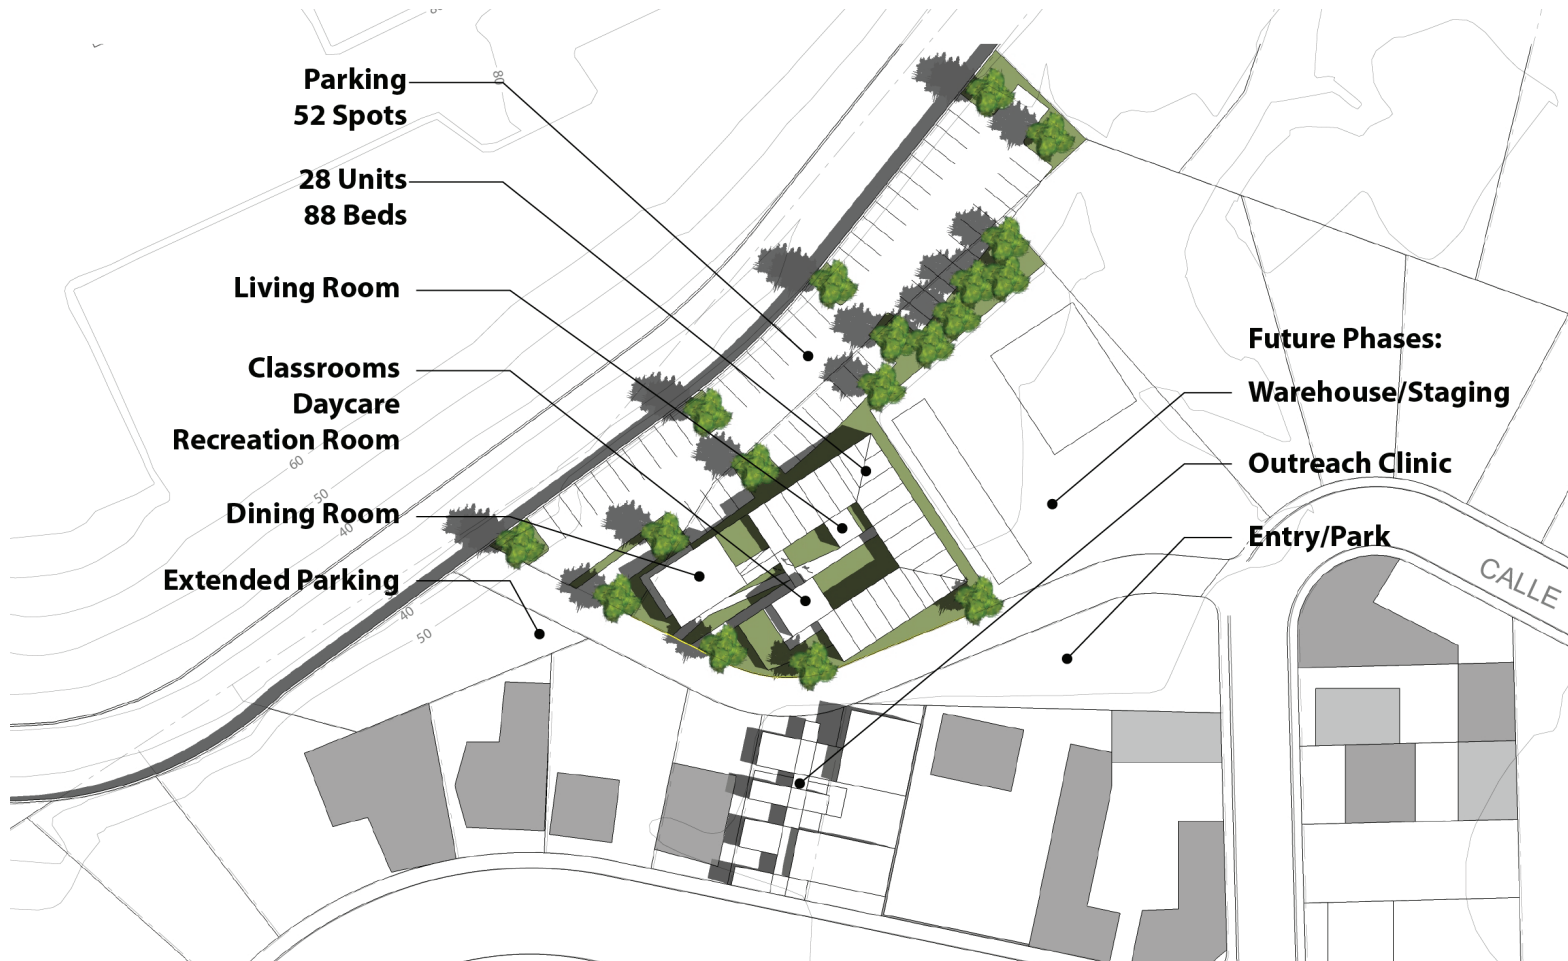 80
Parking
52 Spots
28 Units
88 Beds
Living Room
Classrooms
Daycare
Recreation Room
Dining Room
Extended Parking
60
50
40
40
50
Future Phases:
Warehouse/Staging
Outreach Clinic
Entry/Park
CALLE